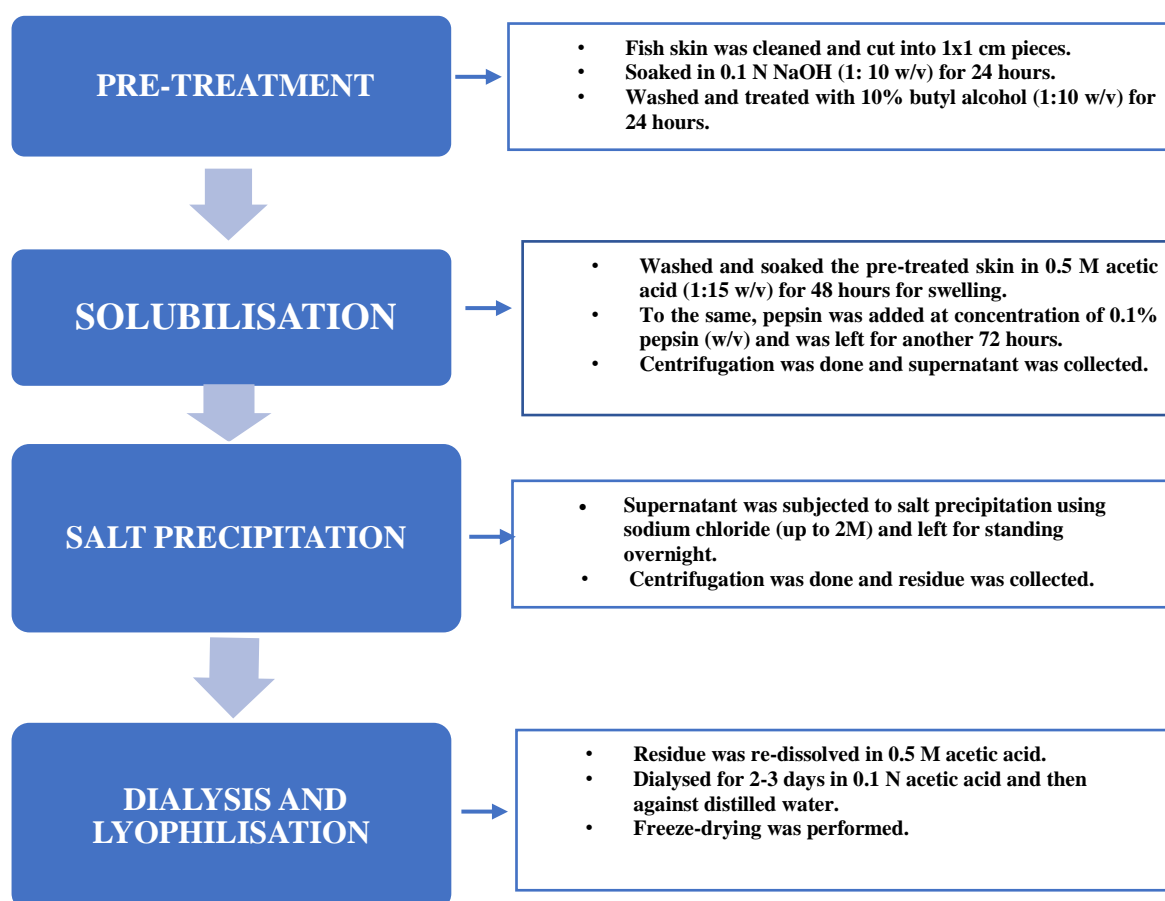 PRE-TREATMENT
• Fish skin was cleaned and cut into 1x1 cm pieces.
• Soaked in 0.1 N NaOH (1: 10 w/v) for 24 hours.
• Washed and treated with 10% butyl alcohol (1:10 w/v) for
24 hours.
SOLUBILISATION
• Washed and soaked the pre-treated skin in 0.5 M acetic
acid (1:15 w/v) for 48 hours for swelling.
• To the same, pepsin was added at concentration of 0.1%
pepsin (w/v) and was left for another 72 hours.
• Centrifugation was done and supernatant was collected.
SALT PRECIPITATION
• Supernatant was subjected to salt precipitation using
sodium chloride (up to 2M) and left for standing
overnight.
• Centrifugation was done and residue was collected.
DIALYSIS AND
LYOPHILISATION
• Residue was re-dissolved in 0.5 M acetic acid.
• Dialysed for 2-3 days in 0.1 N acetic acid and then
against distilled water.
• Freeze-drying was performed.